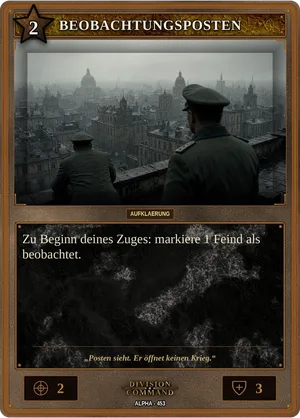 2
BEOBACHTUNGSPOSTEN
AUFKLAERUNG
Zu Beginn deines Zuges: markiere 1 Feind als
beobachtet.
„Posten sieht. Er öffnet keinen Krieg.“
2
DIVISION
COMMAND
3
ALPHA . 453